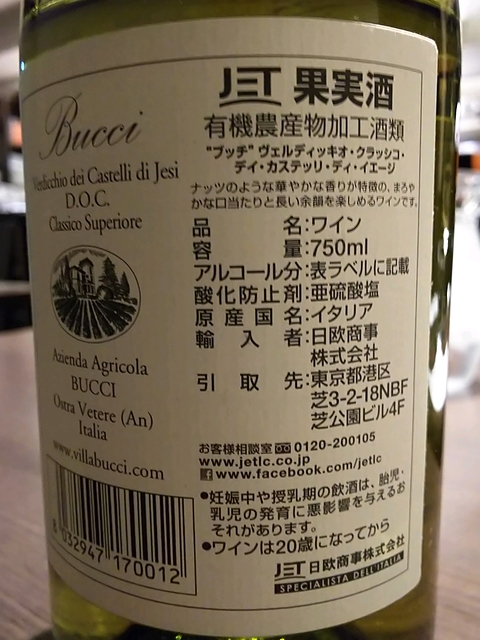 Bucci
Verdicchio dei Castelli di Jesi
D.O.C.
Classico Superiore
Azienda Agricola
BUCCI
Ostra Vetere (An)
Italia
www.villabucci.com
8 032947 170012
JET 果実酒
有機農産物加工酒類
"ブッチ" ヴェルディッキオ・クラッシコ・
デイ・カステッリ・ディ・イエージ
ナッツのような華やかな香りが特徴の、まろや
かな口当たりと長い余韻を楽しめるワインです。
品名:ワイン
容量:750ml
アルコール分:表ラベルに記載
酸化防止剤:亜硫酸塩
原産国名:イタリア
輸入者:日欧商事
株式会社
引取先:東京都港区
芝3-2-18NBF
芝公園ビル4F
お客様相談室 0120-200105
www.jetlc.co.jp
www.facebook.com/jetlc
●妊娠中や授乳期の飲酒は、胎児・
乳児の発育に悪影響を与えるお
それがあります。
●ワインは20歳になってから
JET 日欧商事株式会社
SPECIALISTA DELL'ITALIA